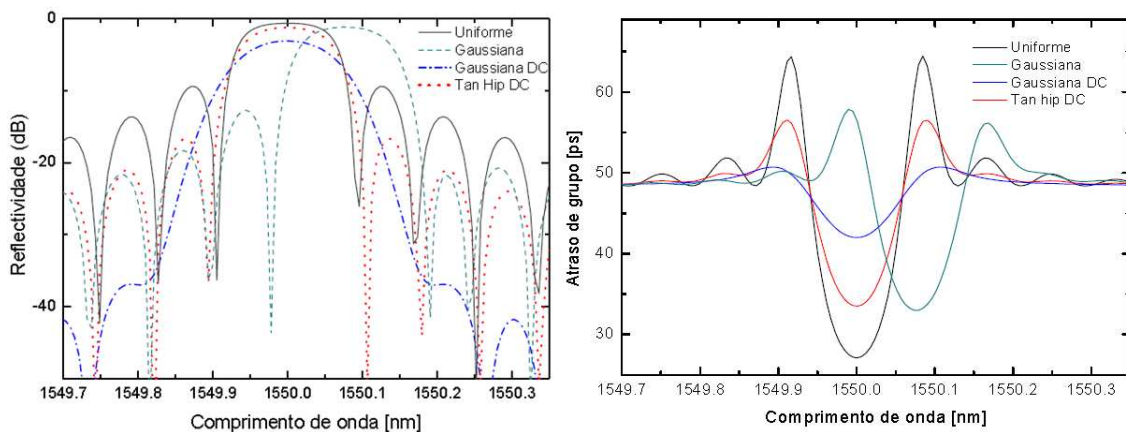 Reflectividade (dB)
0
-20
-40
Uniforme
Gaussiana
Gaussiana DC
Tan Hip DC
1549.7 1549.8 1549.9 1550.0 1550.1 1550.2 1550.3
Comprimento de onda [nm]
Atraso de grupo [ps]
60
50
40
30
Uniforme
Gaussiana
Gaussiana DC
Tan hip DC
1549.7 1549.8 1549.9 1550.0 1550.1 1550.2 1550.3
Comprimento de onda [nm]